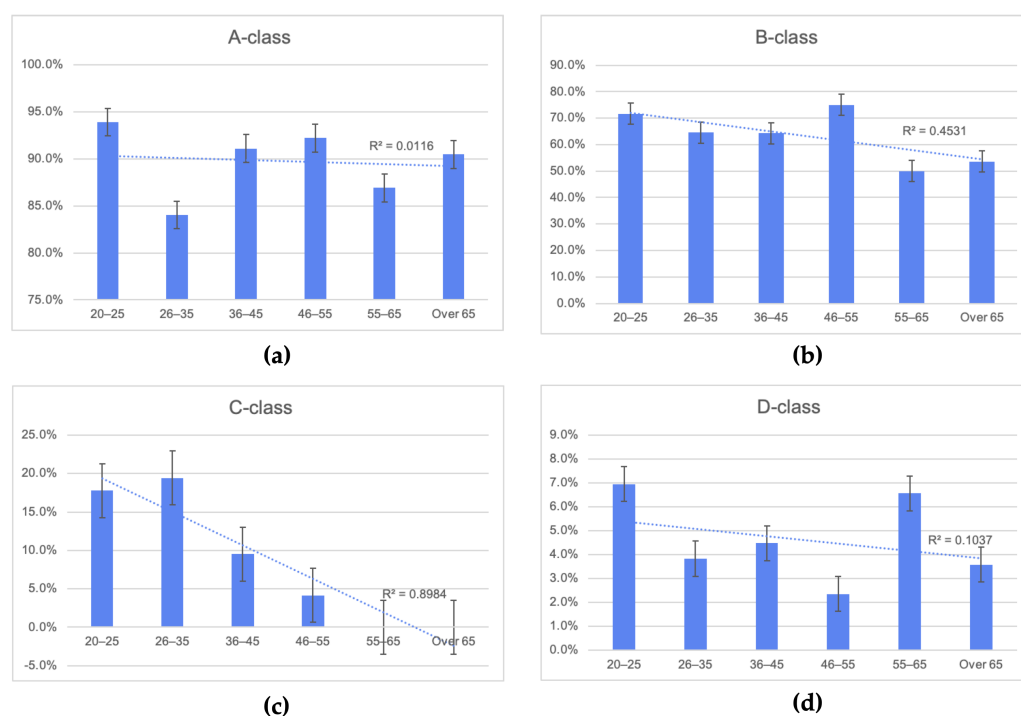 A-class
100.0%
95.0%
90.0%
85.0%
80.0%
75.0%
R² = 0.0116
20–25 26–35 36–45 46–55 55–65 Over 65
(a)
B-class
90.0%
80.0%
70.0%
60.0%
50.0%
40.0%
30.0%
20.0%
10.0%
0.0%
R² = 0.4531
20–25 26–35 36–45 46–55 55–65 Over 65
(b)
C-class
25.0%
20.0%
15.0%
10.0%
5.0%
0.0%
-5.0%
R² = 0.8984
20–25 26–35 36–45 46–55 55–65 Over 65
(c)
D-class
9.0%
8.0%
7.0%
6.0%
5.0%
4.0%
3.0%
2.0%
1.0%
0.0%
R² = 0.1037
20–25 26–35 36–45 46–55 55–65 Over 65
(d)